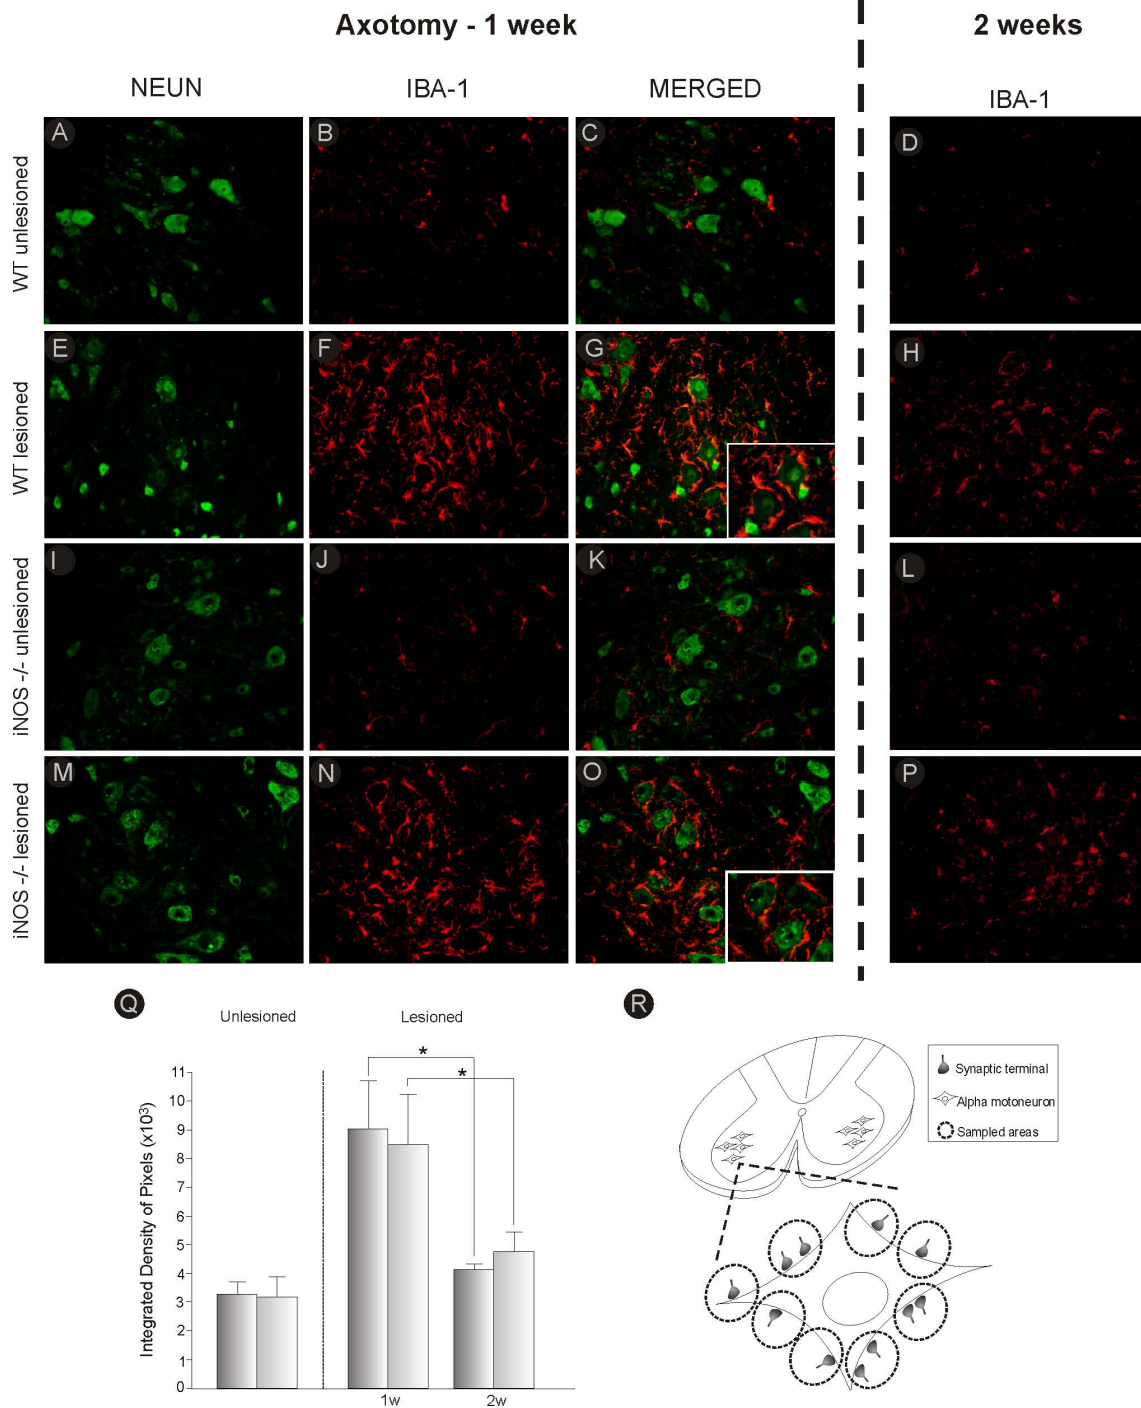 Axotomy - 1 week
2 weeks
NEUN
IBA-1
MERGED
IBA-1
WT unlesioned
A
B
C
D
WT lesioned
E
F
G
H
iNOS -/- unlesioned
I
J
K
L
iNOS -/- lesioned
M
N
O
P
Q
Unlesioned
Lesioned
*
*
Integrated Density of Pixels (x10³)
11
10
9
8
7
6
5
4
3
2
1
0
1w
2w
R
Synaptic terminal
Alpha motoneuron
Sampled areas